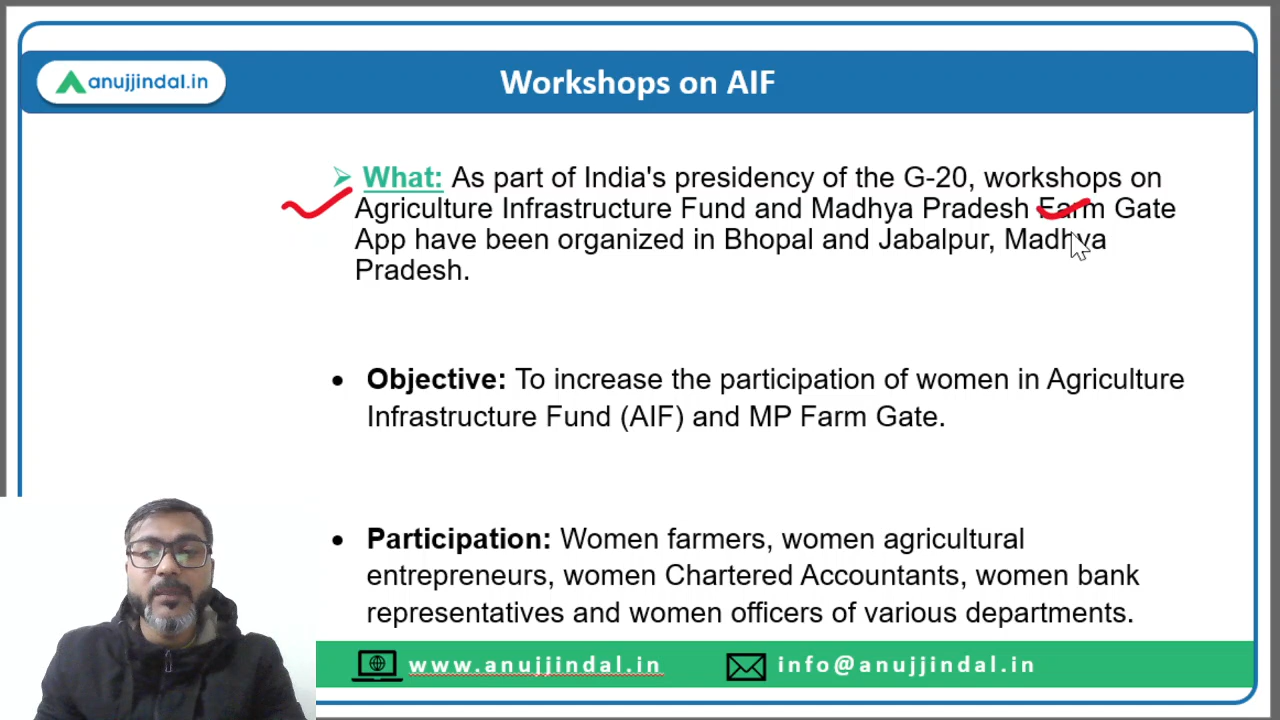 anujjindal.in
Workshops on AIF
What: As part of India's presidency of the G-20, workshops on
Agriculture Infrastructure Fund and Madhya Pradesh Farm Gate
App have been organized in Bhopal and Jabalpur, Madhya
Pradesh.
Objective: To increase the participation of women in Agriculture
Infrastructure Fund (AIF) and MP Farm Gate.
Participation: Women farmers, women agricultural
entrepreneurs, women Chartered Accountants, women bank
representatives and women officers of various departments.
www.anujjindal.in
info@anujjindal.in